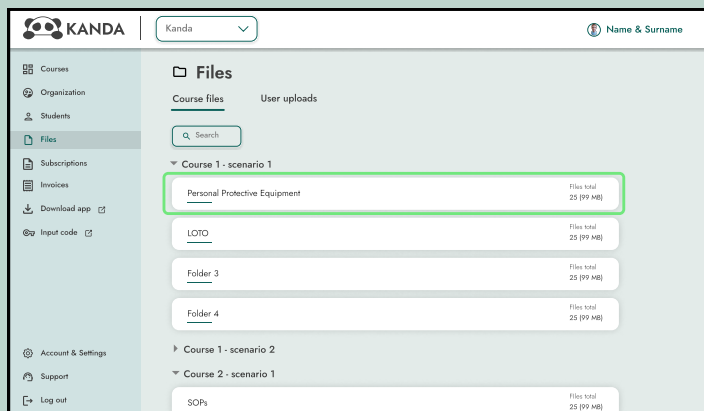 KANDA
Kanda
Name & Surname
Courses
Organization
Students
Files
Subscriptions
Invoices
Download app
Input code
Account & Settings
Support
Log out
Files
Course files
User uploads
Search
Course 1 - scenario 1
Personal Protective Equipment
Files total
25 (99 MB)
LOTO
Files total
25 (99 MB)
Folder 3
Files total
25 (99 MB)
Folder 4
Files total
25 (99 MB)
Course 1 - scenario 2
Course 2 - scenario 1
SOPs
Files total
25 (99 MB)